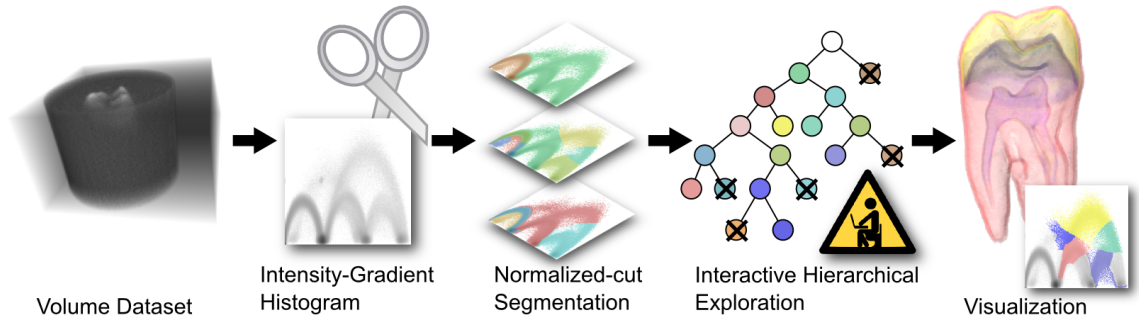 Volume Dataset
Intensity-Gradient
Histogram
Normalized-cut
Segmentation
Interactive Hierarchical
Exploration
Visualization